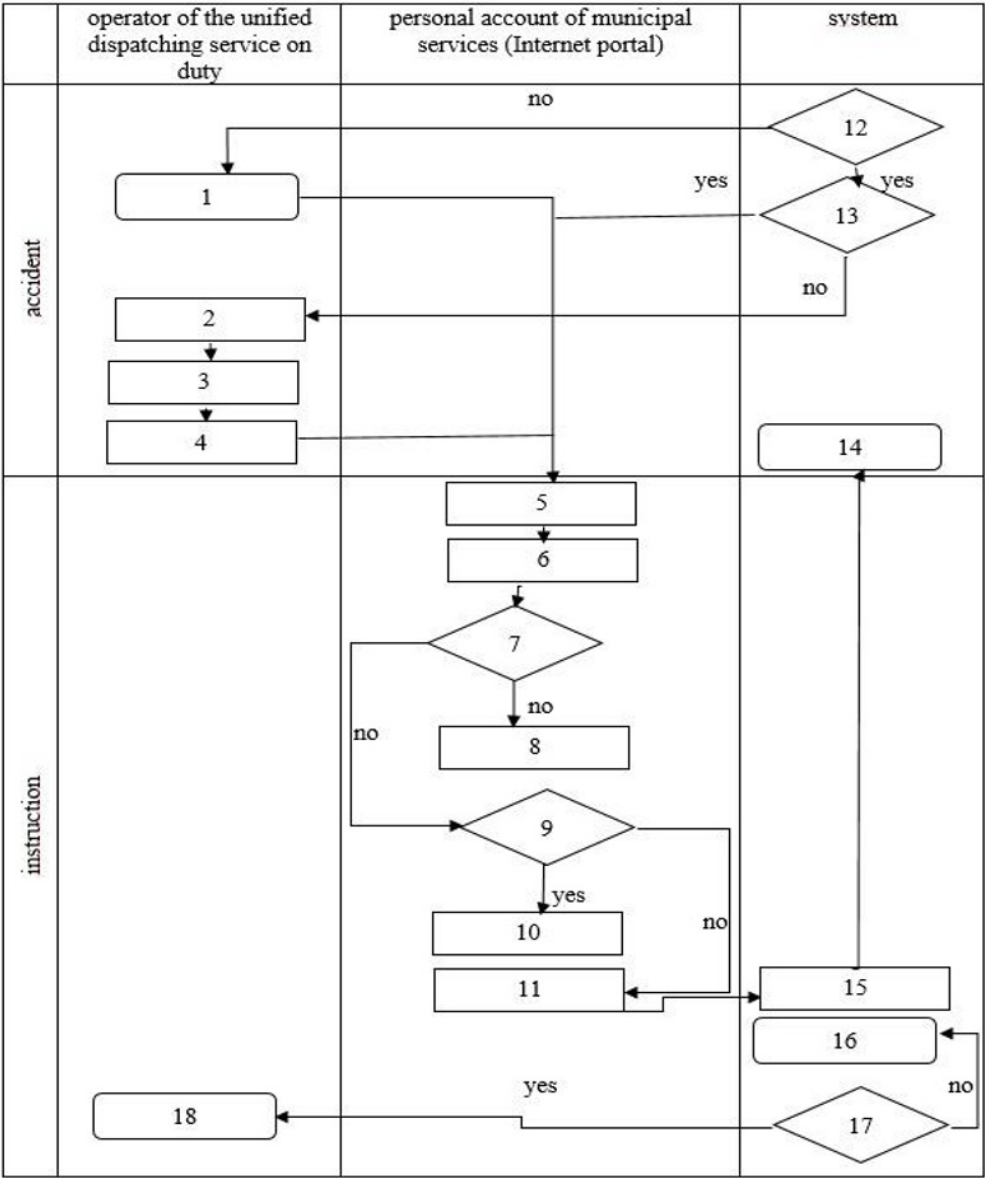 operator of the unified
dispatching service on
duty
personal account of municipal
services (Internet portal)
system
accident
no
12
1
yes
yes
13
no
2
3
4
14
instruction
5
6
7
no
no
8
9
yes
10
no
11
15
16
yes
no
18
17